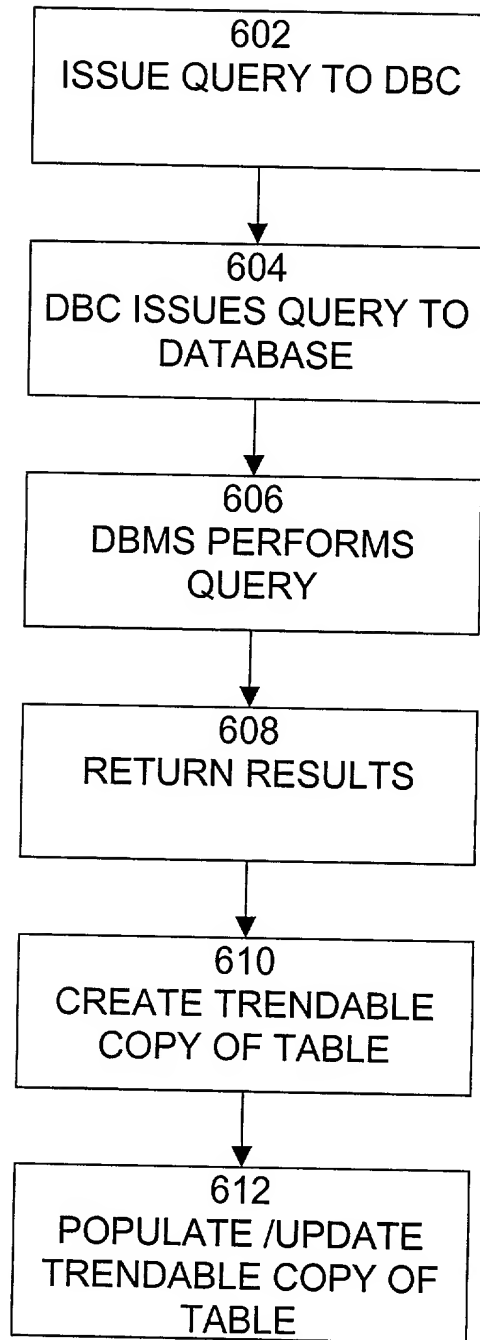 602
ISSUE QUERY TO DBC
604
DBC ISSUES QUERY TO
DATABASE
606
DBMS PERFORMS
QUERY
608
RETURN RESULTS
610
CREATE TRENDABLE
COPY OF TABLE
612
POPULATE /UPDATE
TRENDABLE COPY OF
TABLE